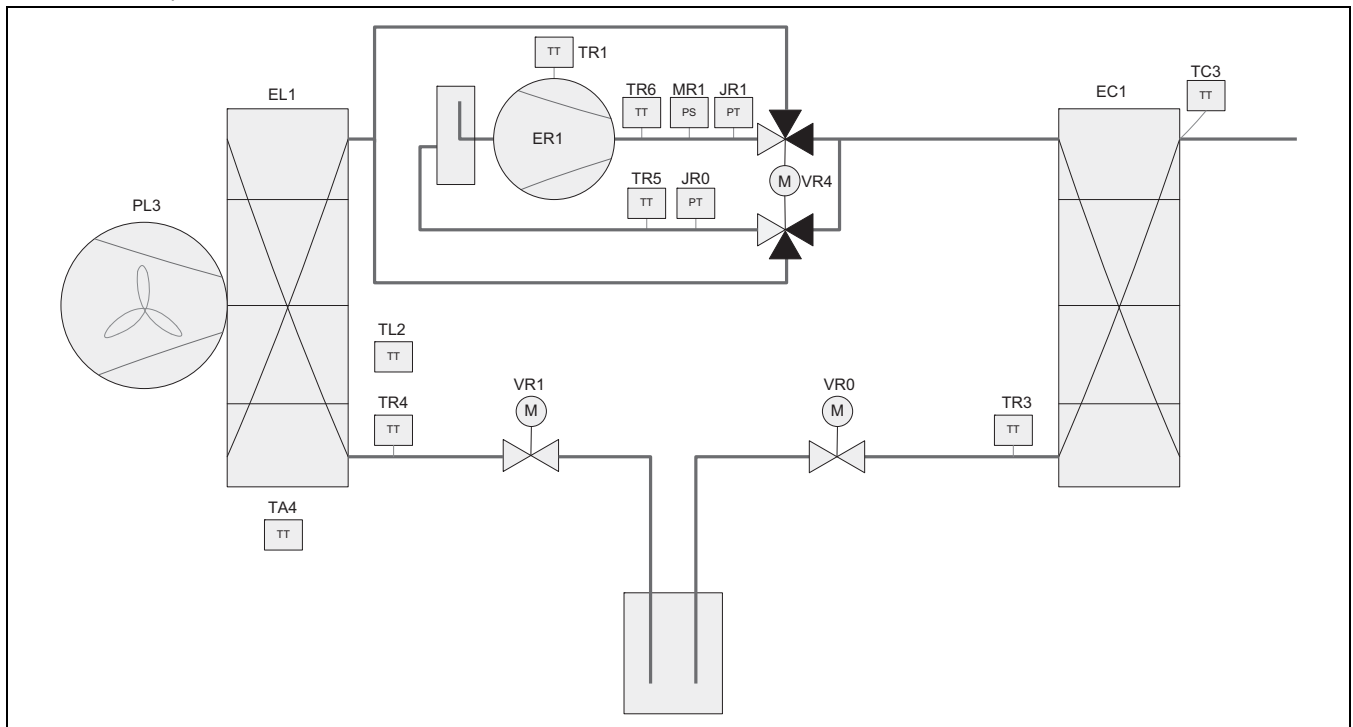 TT
TR1
TR6
MR1
JR1
TT
PS
PT
EL1
EC1
TC3
TT
ER1
M
VR4
TR5
JR0
TT
PT
PL3
TL2
TT
VR1
M
VR0
M
TR4
TT
TR3
TT
TA4
TT